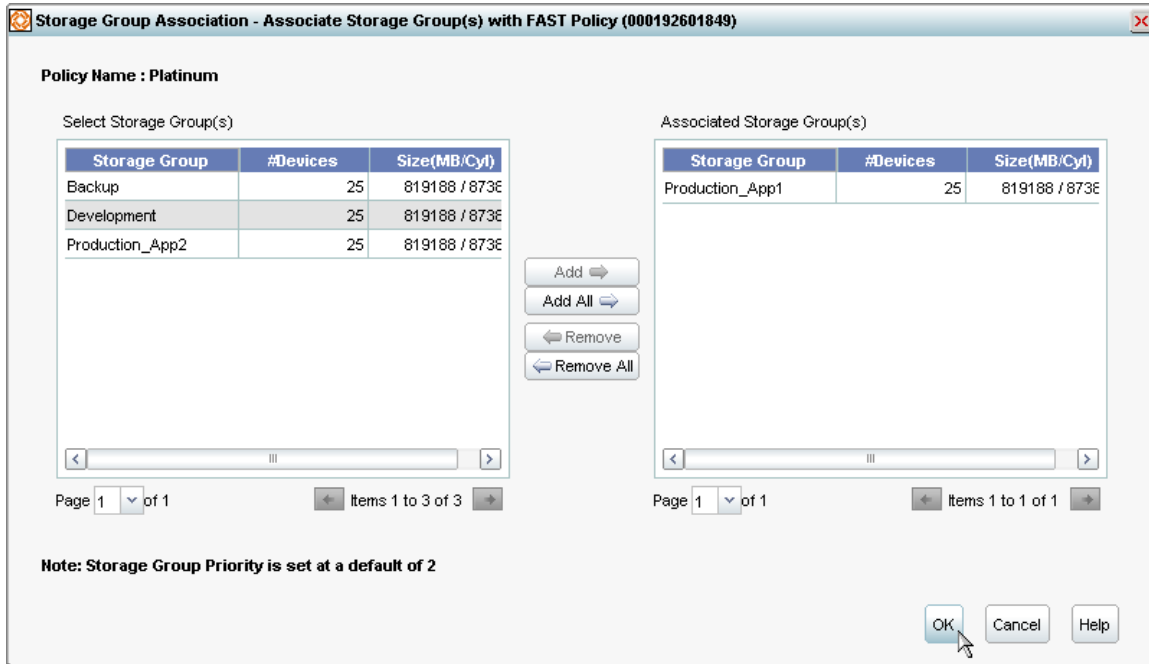 Storage Group Association - Associate Storage Group(s) with FAST Policy (000192601849)
Policy Name : Platinum
Select Storage Group(s)
Storage Group #Devices Size(MB/Cyl)
Backup 25 819188 / 8738
Development 25 819188 / 8738
Production_App2 25 819188 / 8738
Page 1 of 1 Items 1 to 3 of 3
Add
Add All
Remove
Remove All
Associated Storage Group(s)
Storage Group #Devices Size(MB/Cyl)
Production_App1 25 819188 / 8738
Page 1 of 1 Items 1 to 1 of 1
Note: Storage Group Priority is set at a default of 2
OK Cancel Help